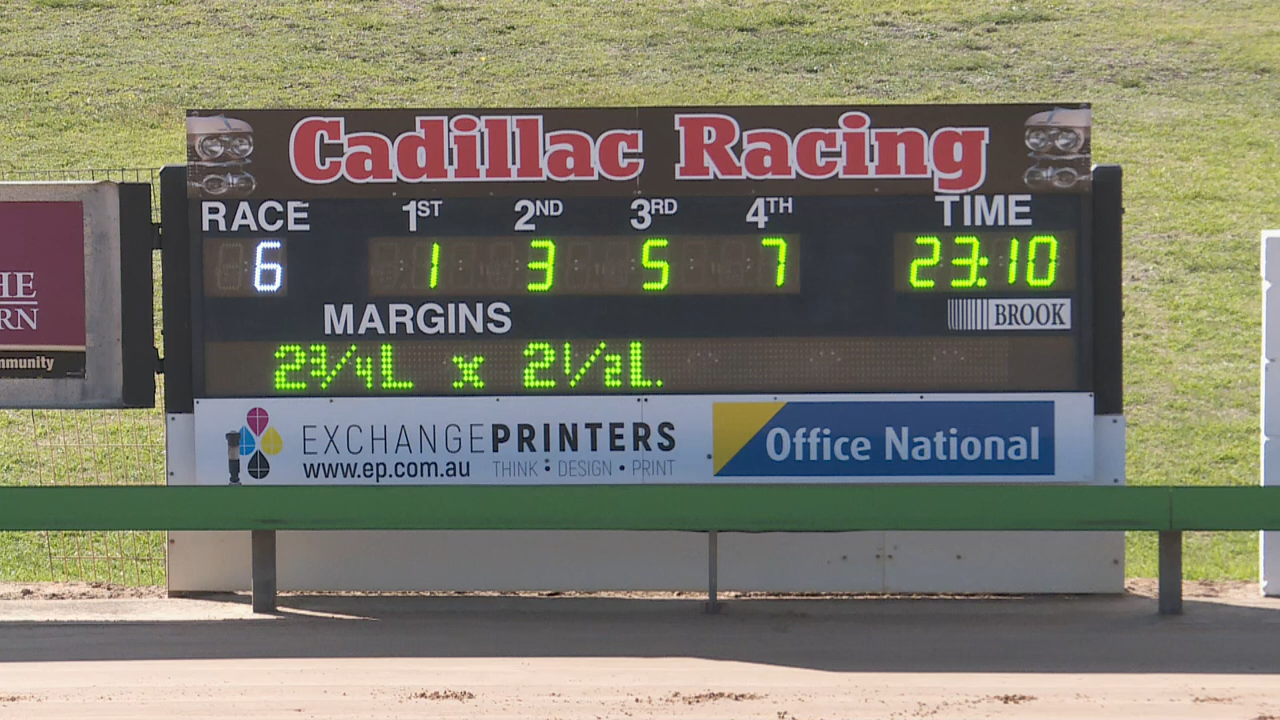 Cadillac Racing
RACE 1ST 2ND 3RD 4TH TIME
6 1 3 5 7 23:10
MARGINS
BROOK
2¾L x 2½L.
HE
RN
mmunity
EXCHANGEPRINTERS
www.ep.com.au THINK : DESIGN • PRINT
Office National